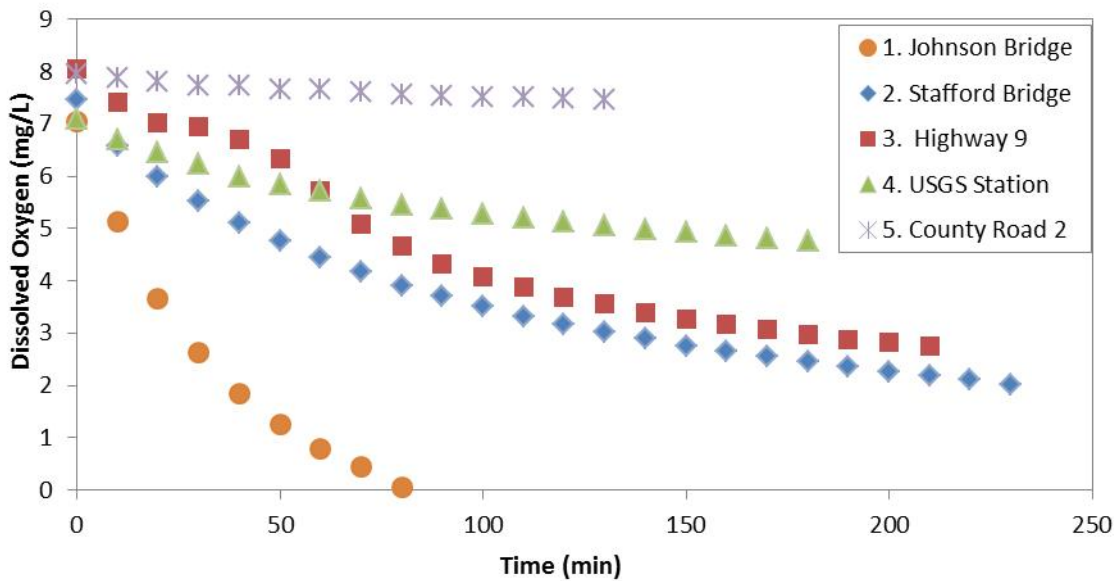 9
8
7
6
5
4
3
2
1
0
Dissolved Oxygen (mg/L)
1. Johnson Bridge
2. Stafford Bridge
3. Highway 9
4. USGS Station
5. County Road 2
0 50 100 150 200 250
Time (min)